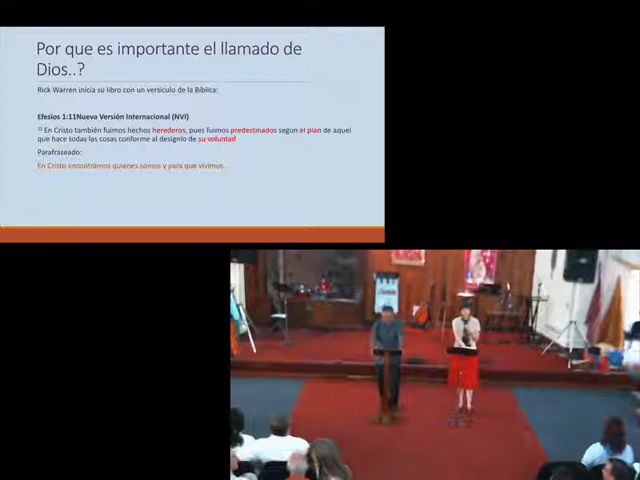 Por que es importante el llamado de
Dios..?
Rick Warren inicia su libro con un versiculo de la Biblica:
Efesios 1:11Nueva Versión Internacional (NVI)
11 En Cristo también fuimos hechos herederos, pues fuimos predestinados según el plan de aquel
que hace todas las cosas conforme al designio de su voluntad
Parafraseado:
En Cristo encontramos quienes somos y para que vivimos.